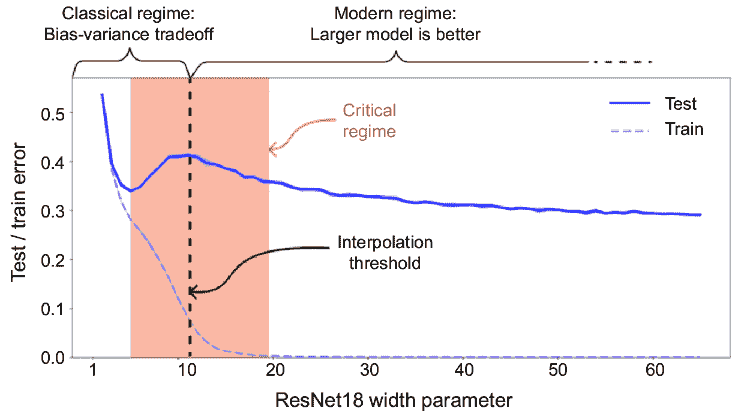 Classical regime:
Bias-variance tradeoff
Modern regime:
Larger model is better
Test / train error
0.5
0.4
0.3
0.2
0.1
0.0
Critical
regime
Test
Train
Interpolation
threshold
1
10
20
30
40
50
60
ResNet18 width parameter